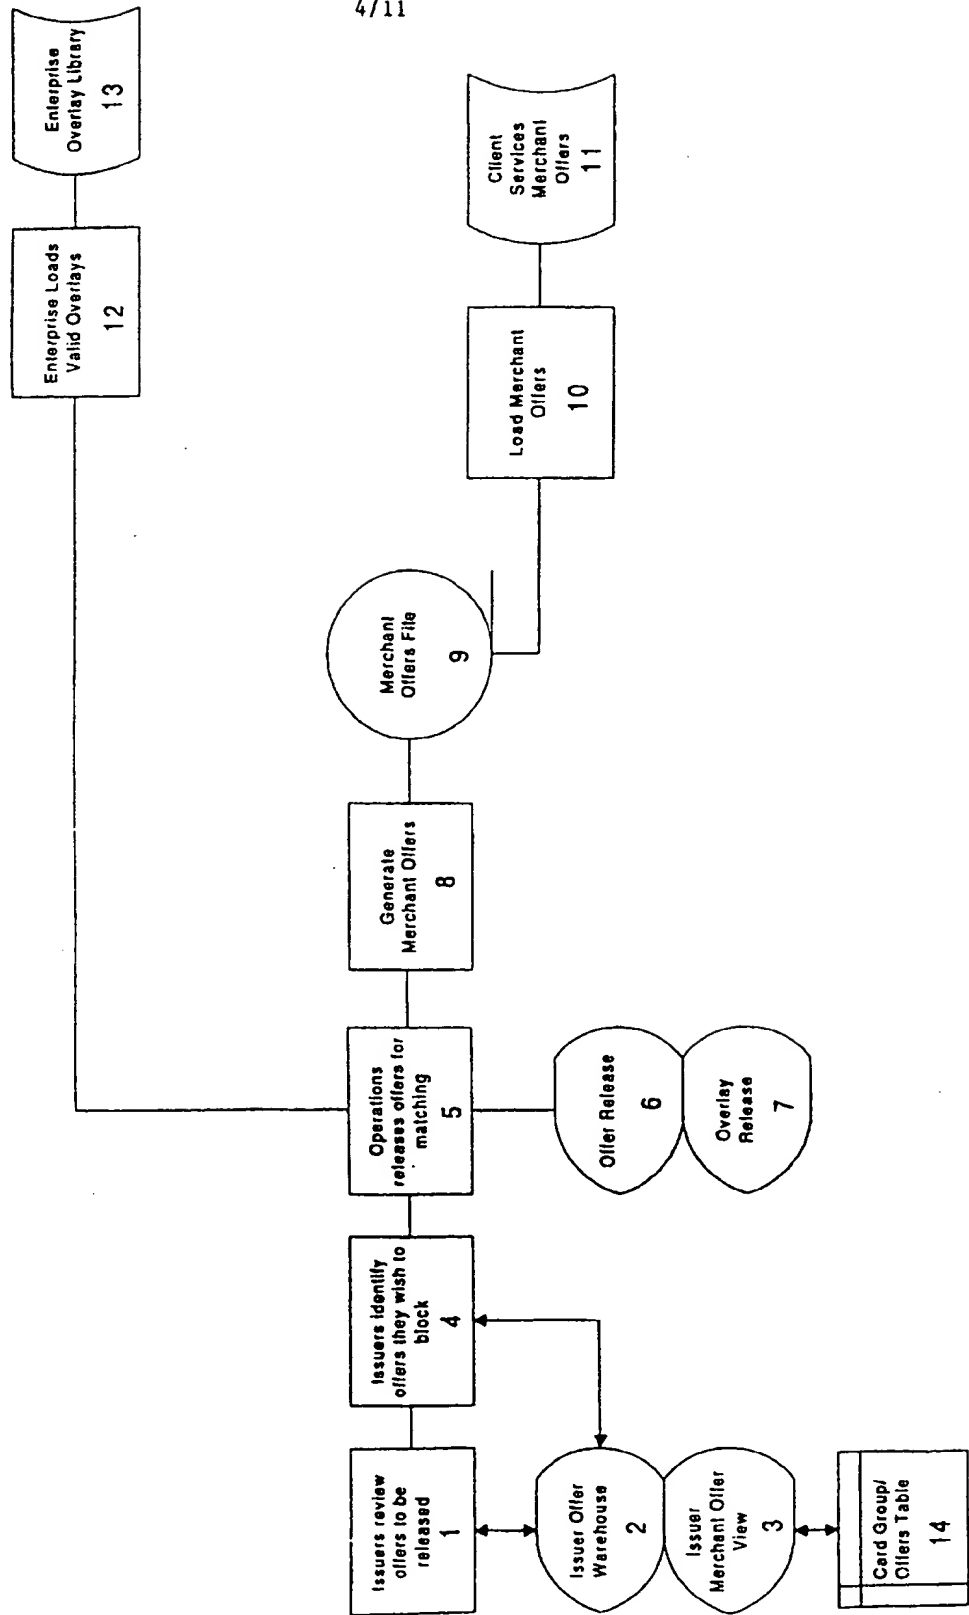 4/11
Issuers review
offers to be
released
1
Issuer Offer
Warehouse
2
Issuer
Merchant Offer
View
3
Card Group/
Offers Table
14
Issuers identify
offers they wish to
block
4
Operations
releases offers for
matching
5
Offer Release
6
Overlay
Release
7
Generate
Merchant Offers
8
Merchant
Offers File
9
Load Merchant
Offers
10
Client
Services
Merchant
Offers
11
Enterprise Loads
Valid Overlays
12
Enterprise
Overlay Library
13